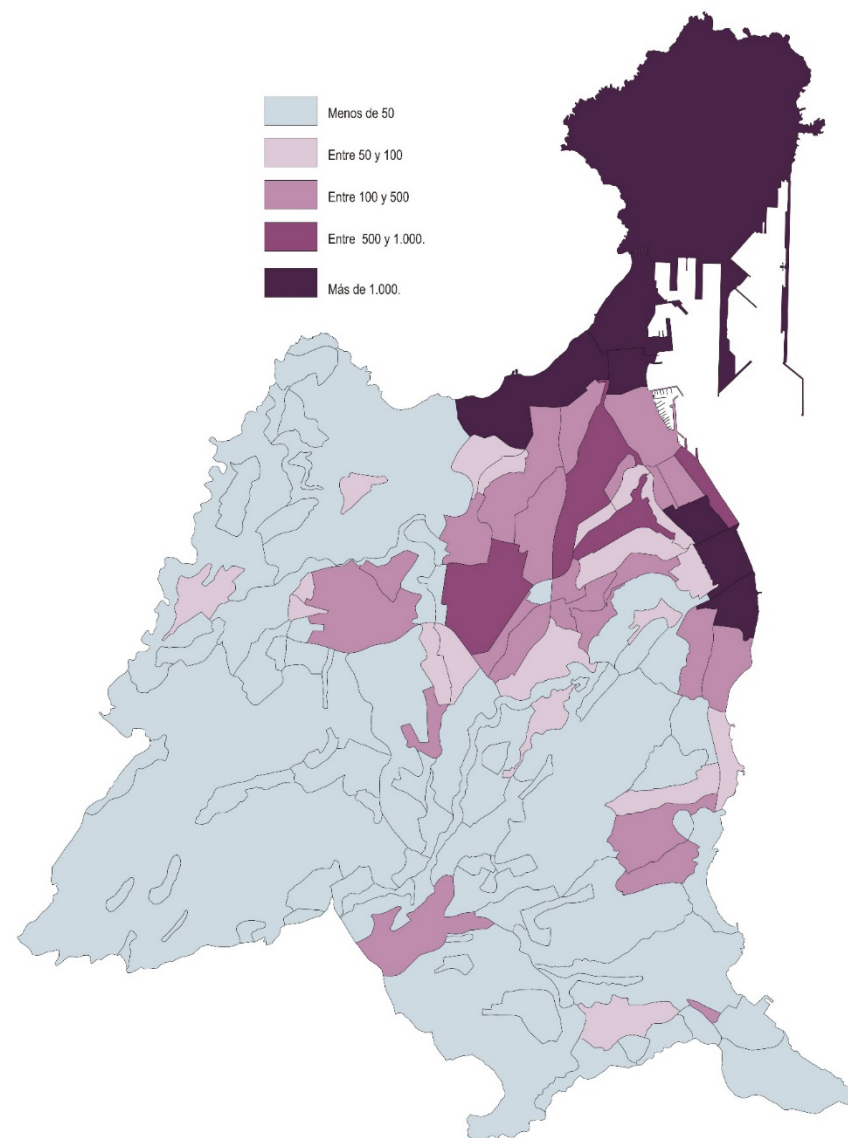 Menos de 50
Entre 50 y 100
Entre 100 y 500
Entre 500 y 1.000.
Más de 1.000.